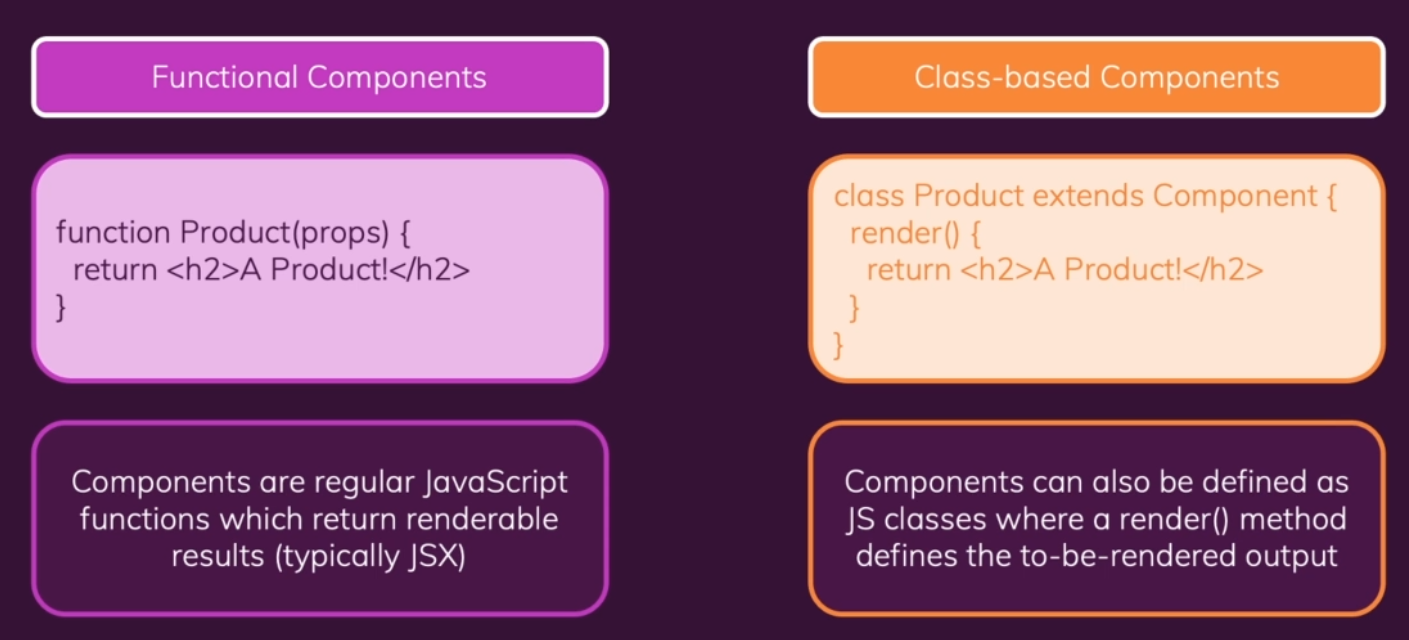 Functional Components
function Product(props) {
return <h2>A Product!</h2>
}
Components are regular JavaScript
functions which return renderable
results (typically JSX)
Class-based Components
class Product extends Component {
render() {
return <h2>A Product!</h2>
}
}
Components can also be defined as
JS classes where a render() method
defines the to-be-rendered output